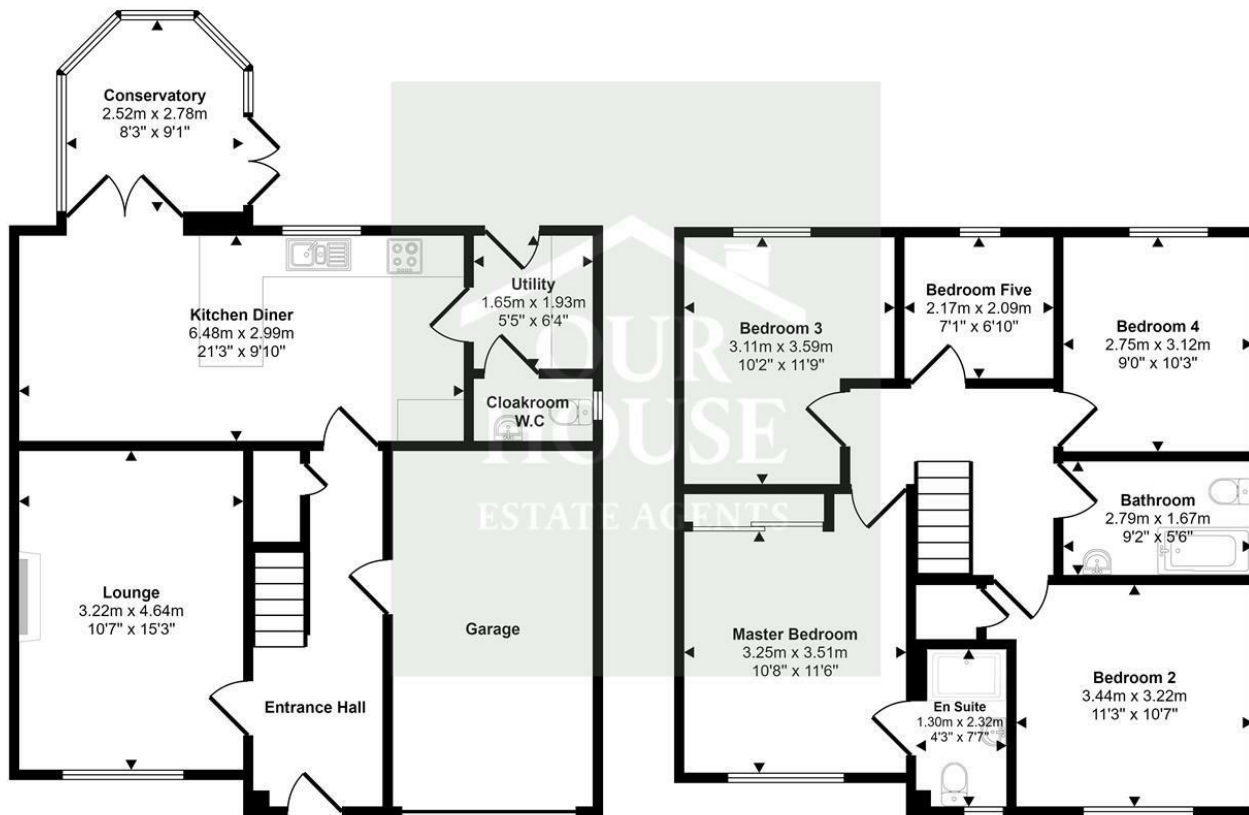 Conservatory
2.52m x 2.78m
8'3" x 9'1"
Kitchen Diner
6.48m x 2.99m
21'3" x 9'10"
Utility
1.65m x 1.93m
5'5" x 6'4"
Cloakroom
W.C
Lounge
3.22m x 4.64m
10'7" x 15'3"
Entrance Hall
Garage
OUR
HOUSE
ESTATE AGENTS
Bedroom 3
3.11m x 3.59m
10'2" x 11'9"
Bedroom Five
2.17m x 2.09m
7'1" x 6'10"
Bedroom 4
2.75m x 3.12m
9'0" x 10'3"
Bathroom
2.79m x 1.67m
9'2" x 5'6"
Master Bedroom
3.25m x 3.51m
10'8" x 11'6"
En Suite
1.30m x 2.32m
4'3" x 7'7"
Bedroom 2
3.44m x 3.22m
11'3" x 10'7"